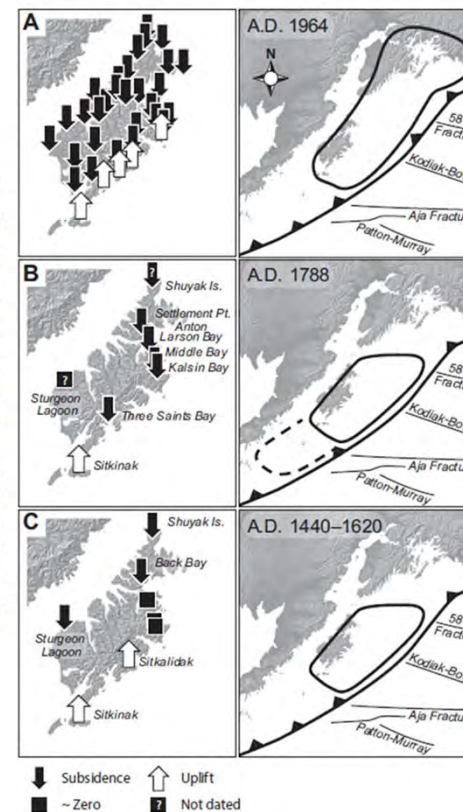 A
A.D. 1964
N
58
Fractu
Kodiak-Bo
Aja Fractu
Patton-Murray
B
A.D. 1788
?
Shuyak Is.
Settlement Pt.
Anton
Larson Bay
Middle Bay
Kalsin Bay
?
Sturgeon
Lagoon
Three Saints Bay
Sitkinak
58
Fractu
Kodiak-Bo
Aja Fractu
Patton-Murray
C
A.D. 1440–1620
Shuyak Is.
Back Bay
Sturgeon
Lagoon
Sitkalidak
Sitkinak
58
Fractu
Kodiak-Bo
Aja Fractu
Patton-Murray
Subsidence
Uplift
~ Zero
? Not dated